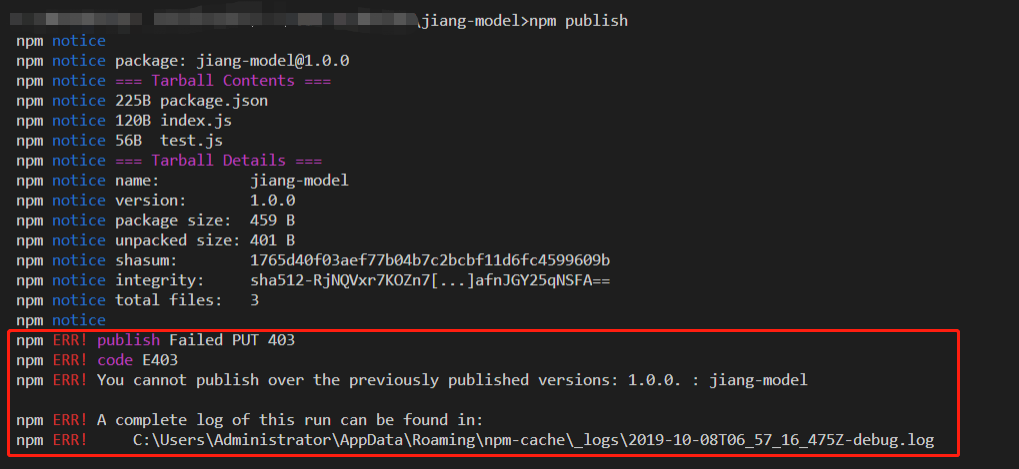 \jiang-model>npm publish
npm notice
npm notice package: jiang-model@1.0.0
npm notice === Tarball Contents ===
npm notice 225B package.json
npm notice 120B index.js
npm notice 56B  test.js
npm notice === Tarball Details ===
npm notice name:          jiang-model
npm notice version:       1.0.0
npm notice package size:  459 B
npm notice unpacked size: 401 B
npm notice shasum:        1765d40f03aef77b04b7c2bcbf11d6fc4599609b
npm notice integrity:     sha512-RjNQVxr7KOZn7[...]afnJGY25qNSFA==
npm notice total files:   3
npm notice
npm ERR! publish Failed PUT 403
npm ERR! code E403
npm ERR! You cannot publish over the previously published versions: 1.0.0. : jiang-model
npm ERR! A complete log of this run can be found in:
npm ERR!     C:\Users\Administrator\AppData\Roaming\npm-cache\_logs\2019-10-08T06_57_16_475Z-debug.log